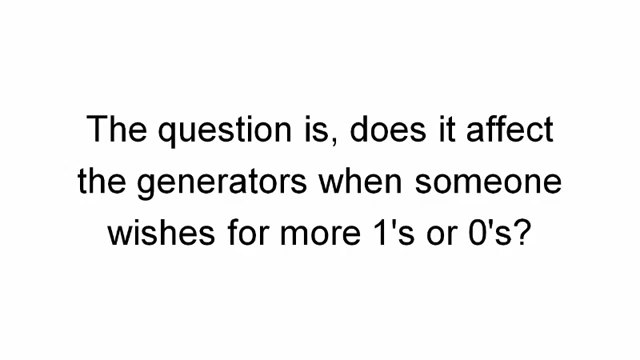 The question is, does it affect
the generators when someone
wishes for more 1's or 0's?